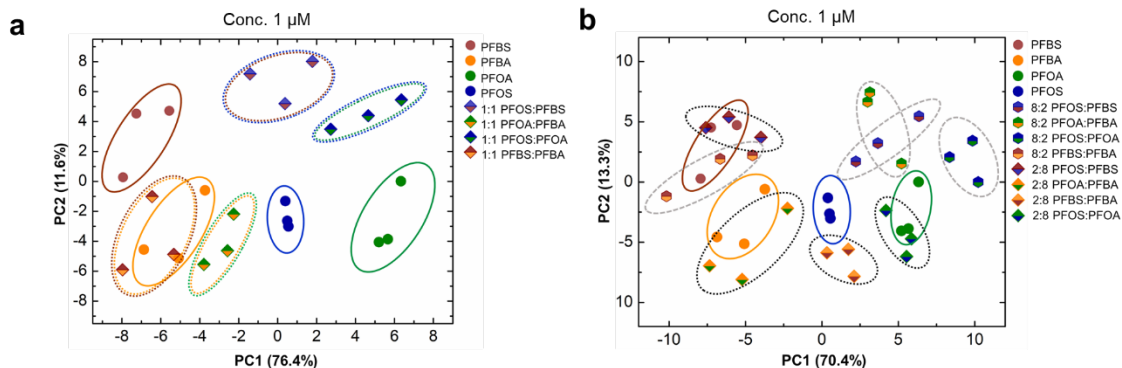 a
Conc. 1 µM
PC2 (11.6%)
8
6
4
2
0
-2
-4
-6
-8
-8
-6
-4
-2
0
2
4
6
8
PC1 (76.4%)
PFBS
PFBA
PFOA
PFOS
1:1 PFOS:PFBS
1:1 PFOA:PFBA
1:1 PFOS:PFOA
1:1 PFBS:PFBA
b
Conc. 1 µM
PC2 (13.3%)
10
5
0
-5
10
-10
-5
0
5
10
PC1 (70.4%)
PFBS
PFBA
PFOA
PFOS
8:2 PFOS:PFBS
8:2 PFOA:PFBA
8:2 PFOS:PFOA
8:2 PFBS:PFBA
2:8 PFOS:PFBS
2:8 PFOA:PFBA
2:8 PFBS:PFBA
2:8 PFOS:PFOA